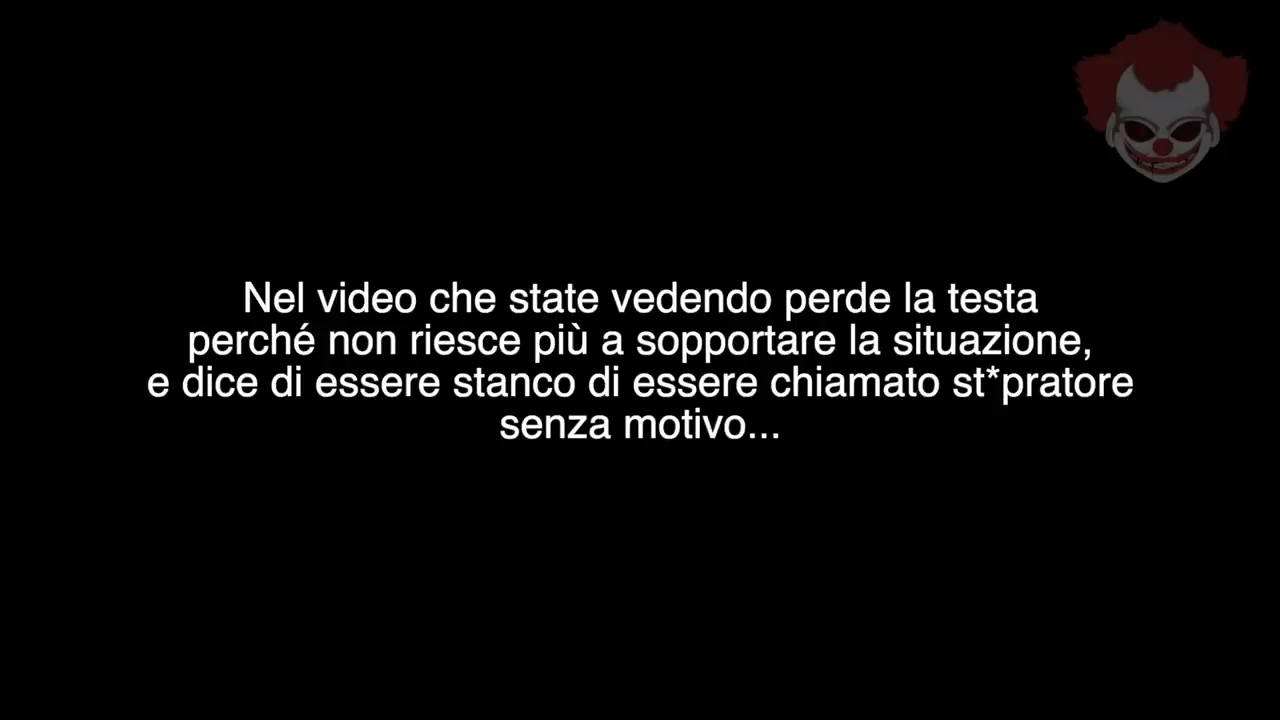 Nel video che state vedendo perde la testa
perché non riesce più a sopportare la situazione,
e dice di essere stanco di essere chiamato st*pratore
senza motivo...